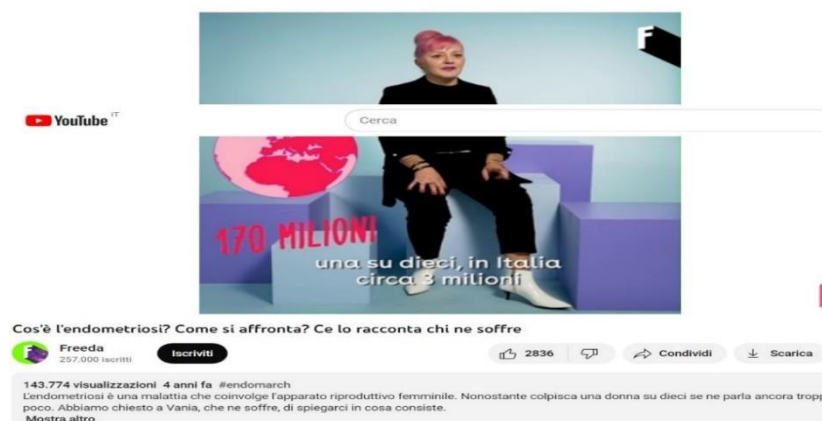 F
YouTube IT
Cerca
170 MILIONI
una su dieci, in Italia
circa 3 milioni
Cos'è l'endometriosi? Come si affronta? Ce lo racconta chi ne soffre
Freeda
257.000 iscritti
Iscriviti
2836
Condividi
Scarica
143.774 visualizzazioni 4 anni fa #endomarch
L'endometriosi è una malattia che coinvolge l'apparato riproduttivo femminile. Nonostante colpisca una donna su dieci se ne parla ancora tropp
poco. Abbiamo chiesto a Vania, che ne soffre, di spiegarci in cosa consiste.
Mostra altro